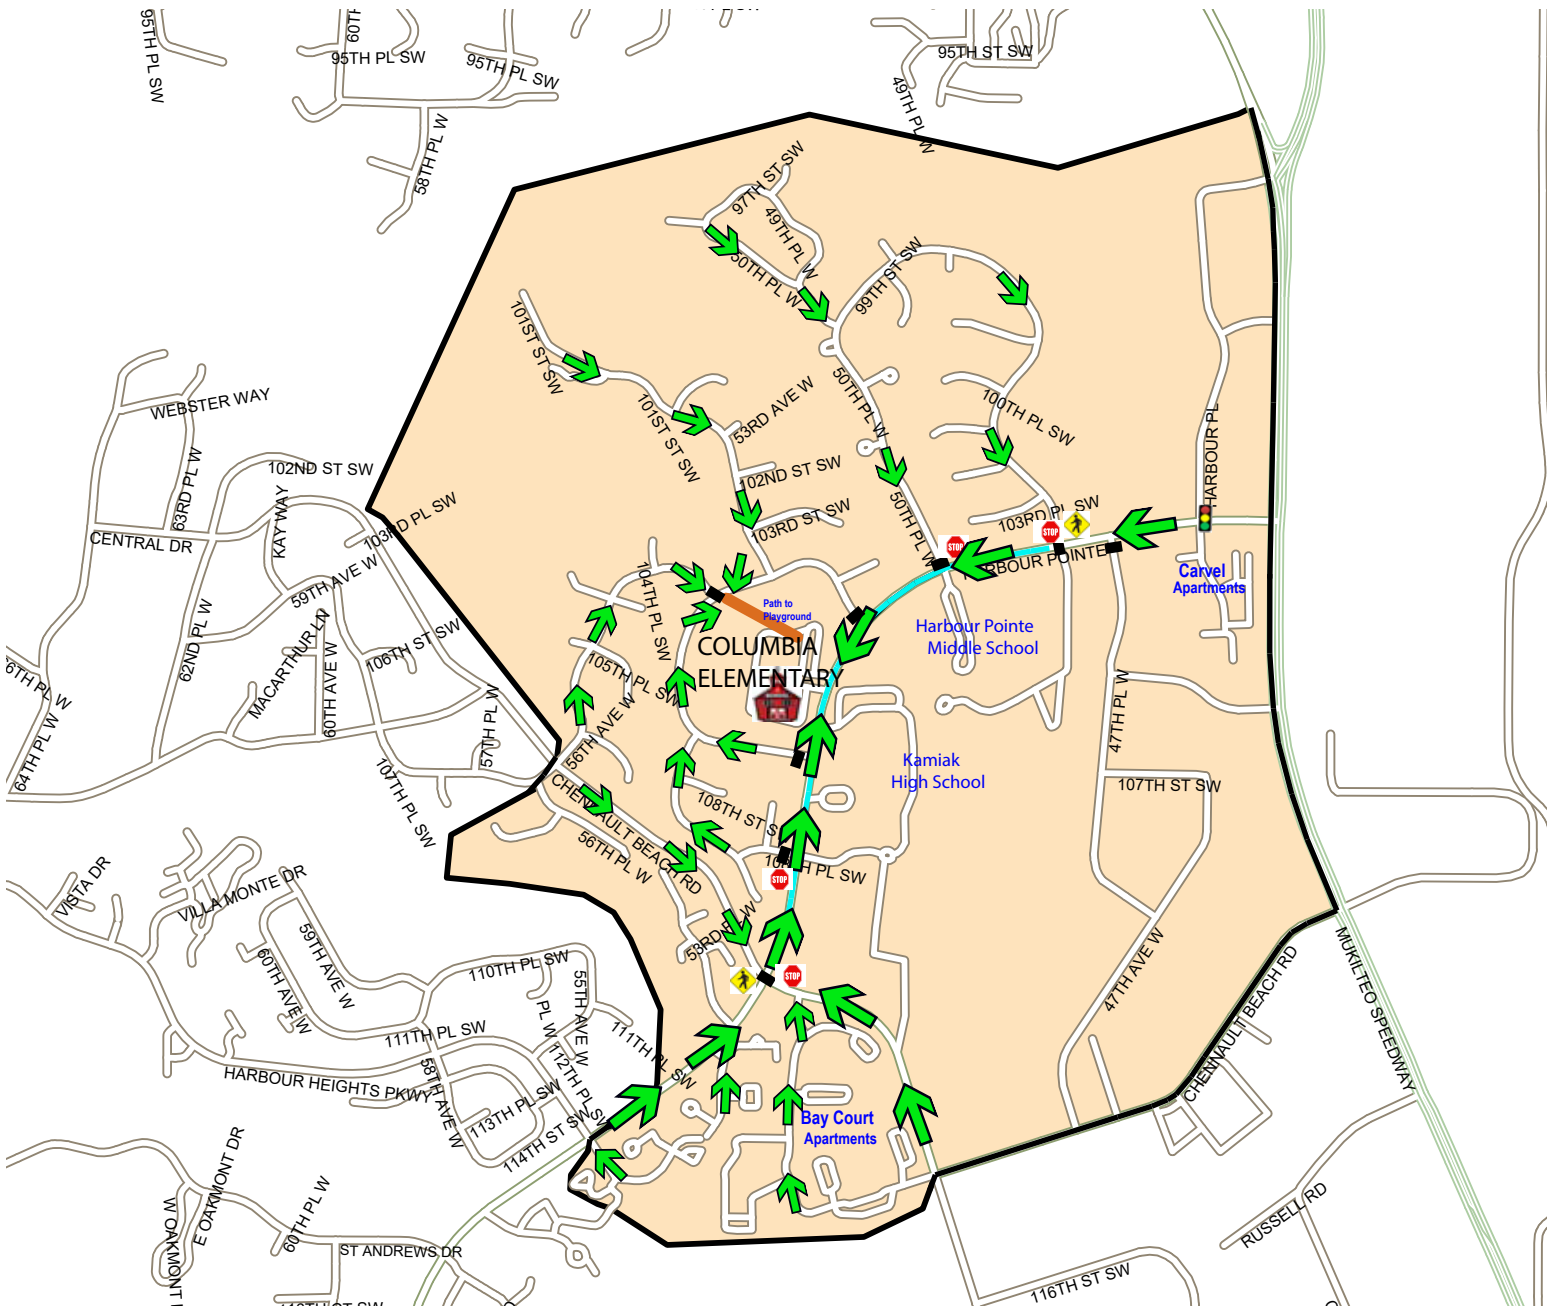 95TH PL SW
60TH
95TH PL SW
95TH PL SW
95TH ST SW
49TH PL W
58TH PL W
97TH ST SW
49TH PL W
50TH PL W
99TH ST SW
101ST ST SW
101ST ST SW
53RD AVE W
50TH PL W
100TH PL SW
WEBSTER WAY
HARBOUR PL
102ND ST SW
102ND ST SW
63RD PL W
KAY WAY
103RD PL SW
103RD ST SW
50TH PL W
103RD PL SW
STOP
STOP
CENTRAL DR
59TH AVE W
HARBOUR POINTE
Carvel
Apartments
104TH PL SW
Path to
Playground
62ND PL W
MACARTHUR LN
60TH AVE W
106TH ST SW
COLUMBIA
ELEMENTARY
Harbour Pointe
Middle School
6TH PL W
64TH PL W
105TH PL SW
56TH AVE W
57TH PL W
47TH PL W
Kamiak
High School
107TH PL SW
107TH ST SW
CHENAULT BEACH RD
108TH ST S
56TH PL W
PL SW
STOP
VISTA DR
VILLA MONTE DR
59TH AVE W
60TH AVE W
110TH PL SW
53RD
W
STOP
55TH AVE W
PL W
47TH AVE W
CHENNAULT BEACH RD
MUKILTEO SPEEDWAY
111TH PL SW
111TH PL SW
112TH PL SW
HARBOUR HEIGHTS PKWY
58TH AVE W
113TH PL SW
114TH ST SW
Bay Court
Apartments
E OAKMONT DR
W OAKMONT
60TH PL W
ST ANDREWS DR
RUSSELL RD
116TH ST SW